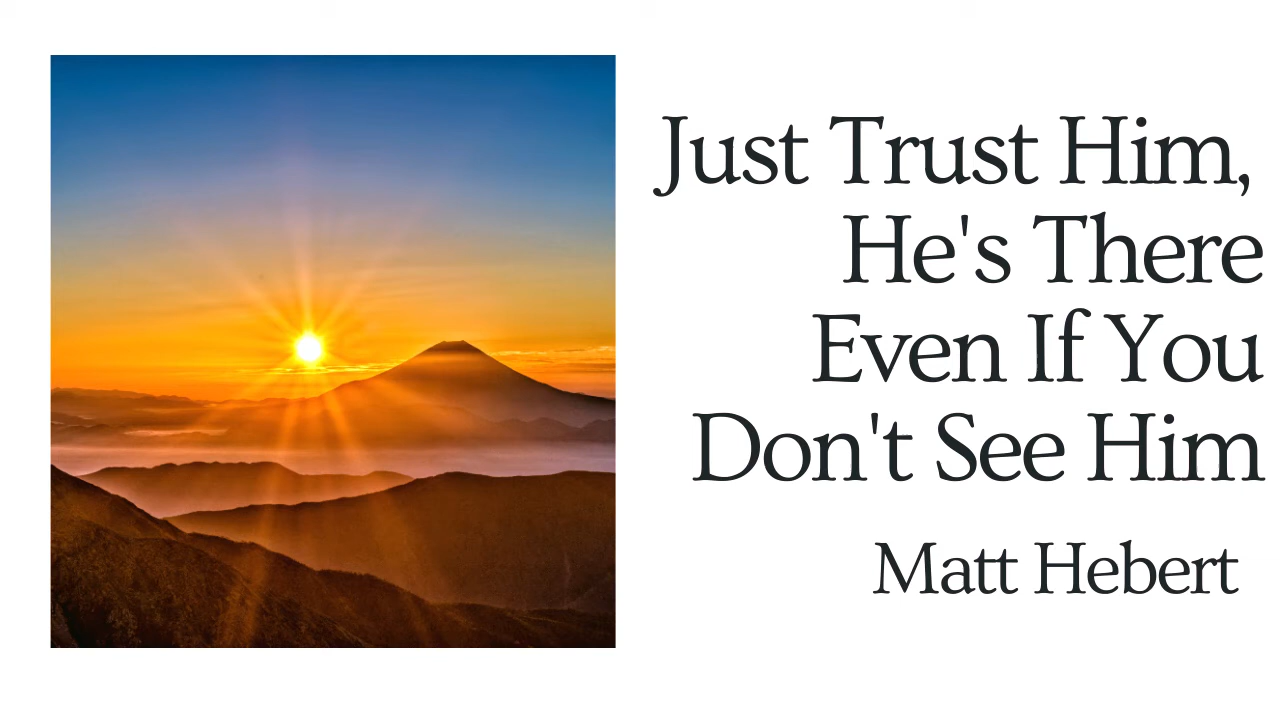 Just Trust Him,
He's There
Even If You
Don't See Him
Matt Hebert